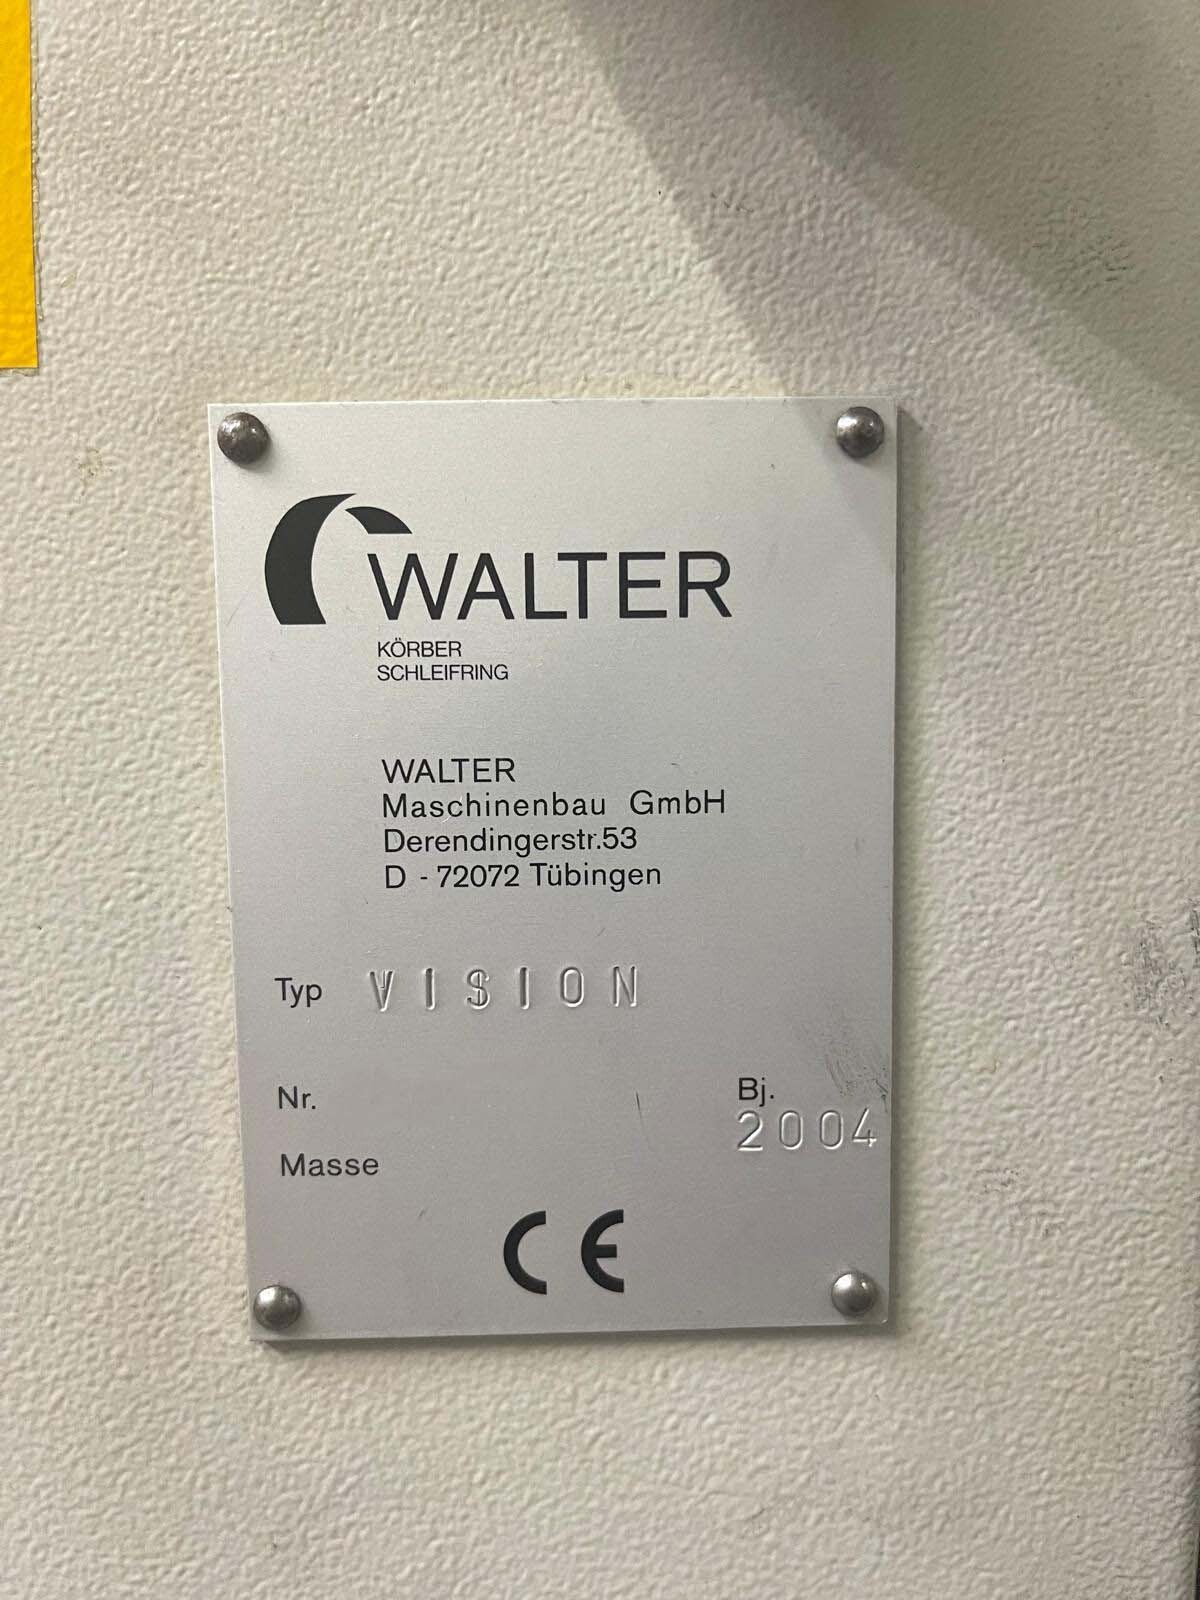 WALTER
KÖRBER
SCHLEIFRING
WALTER
Maschinenbau GmbH
Derendingerstr.53
D - 72072 Tübingen
Typ VISION
Nr.
Bj.
2004
Masse
CE